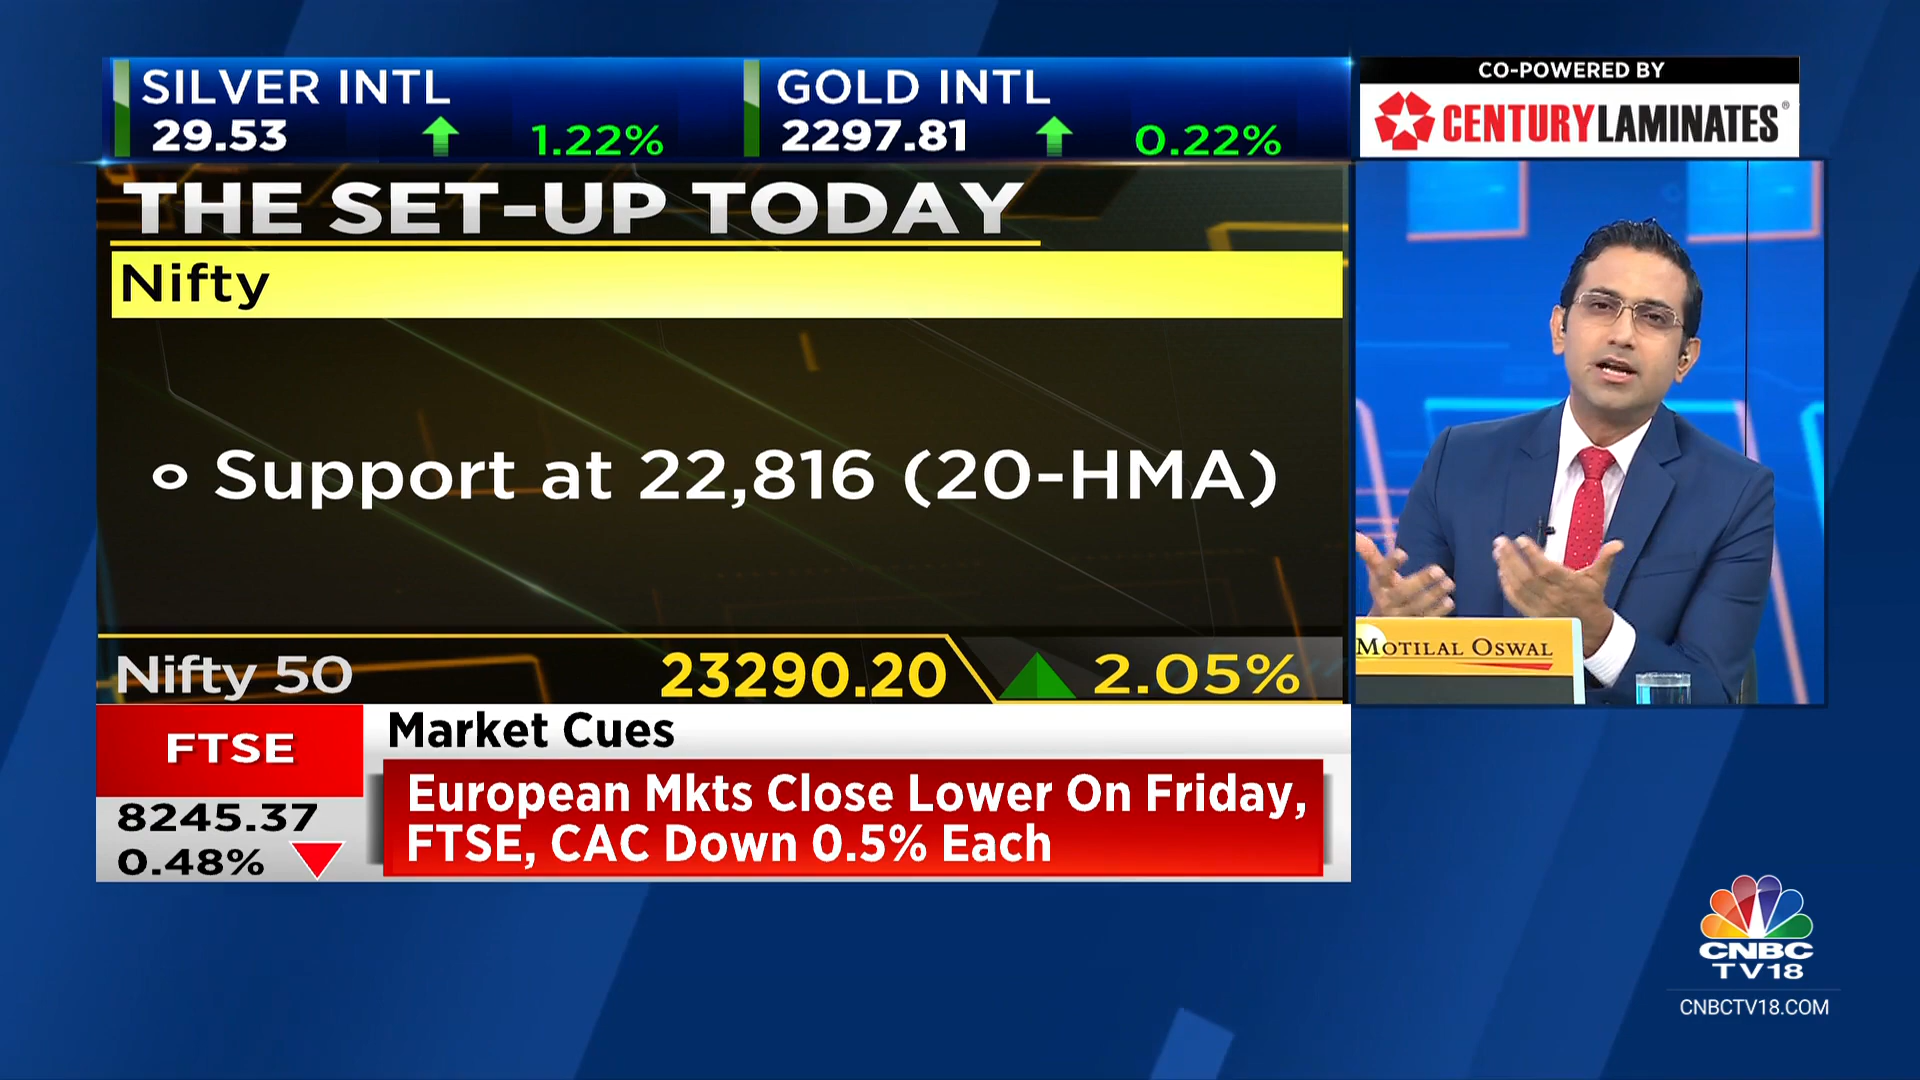 SILVER INTL
29.53 1.22%
GOLD INTL
2297.81 0.22%
CO-POWERED BY
CENTURYLAMINATES®
THE SET-UP TODAY
Nifty
o Support at 22,816 (20-HMA)
Nifty 50 23290.20 2.05%
MOTILAL OSWAL
FTSE
8245.37
0.48%
Market Cues
European Mkts Close Lower On Friday,
FTSE, CAC Down 0.5% Each
CNBC
TV18
CNBCTV18.COM